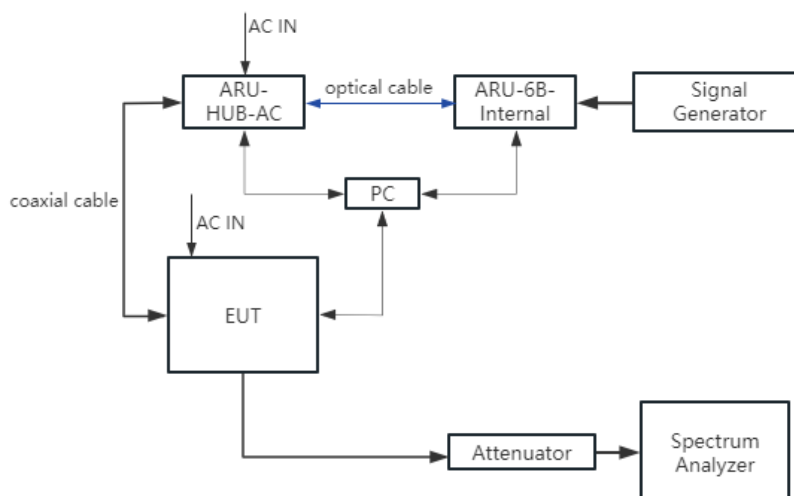 AC IN
ARU-
HUB-AC
optical cable
ARU-6B-
Internal
Signal
Generator
PC
coaxial cable
AC IN
EUT
Attenuator
Spectrum
Analyzer